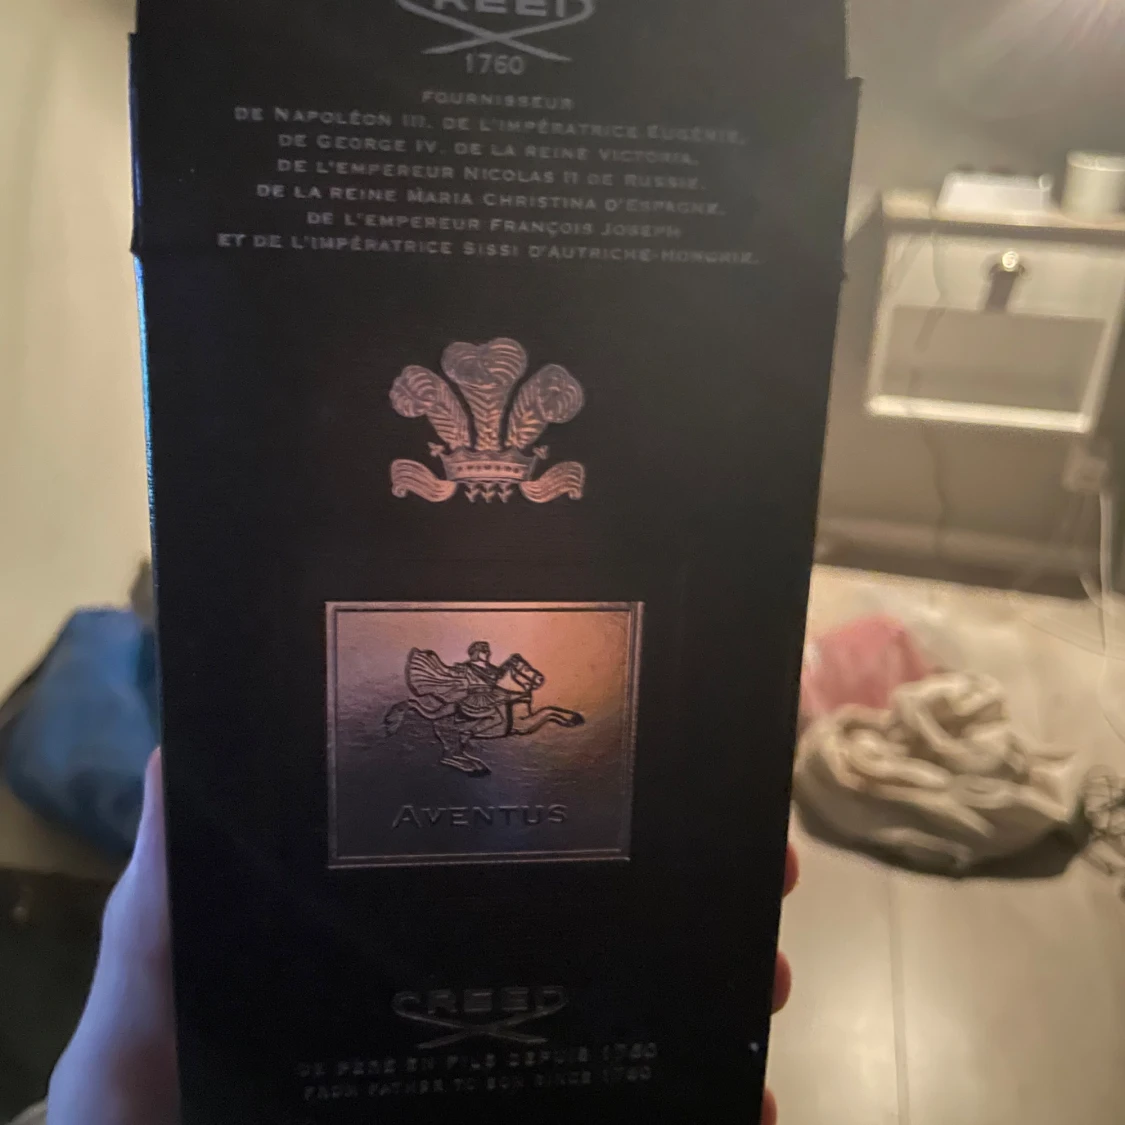 CREED
1760
FOURNISSEUR
DE NAPOLÉON III, DE L'IMPÉRATRICE EUGÉNIE,
DE GEORGE IV, DE LA REINE VICTORIA,
DE L'EMPEREUR NICOLAS II DE RUSSIE,
DE LA REINE MARIA CHRISTINA D'ESPAGNE,
DE L'EMPEREUR FRANÇOIS JOSEPH
ET DE L'IMPÉRATRICE SISSI D'AUTRICHE-HONGRIE.
AVENTUS
CREED
DE PÈRE EN FILS DEPUIS 1760
FROM FATHER TO SON SINCE 1760